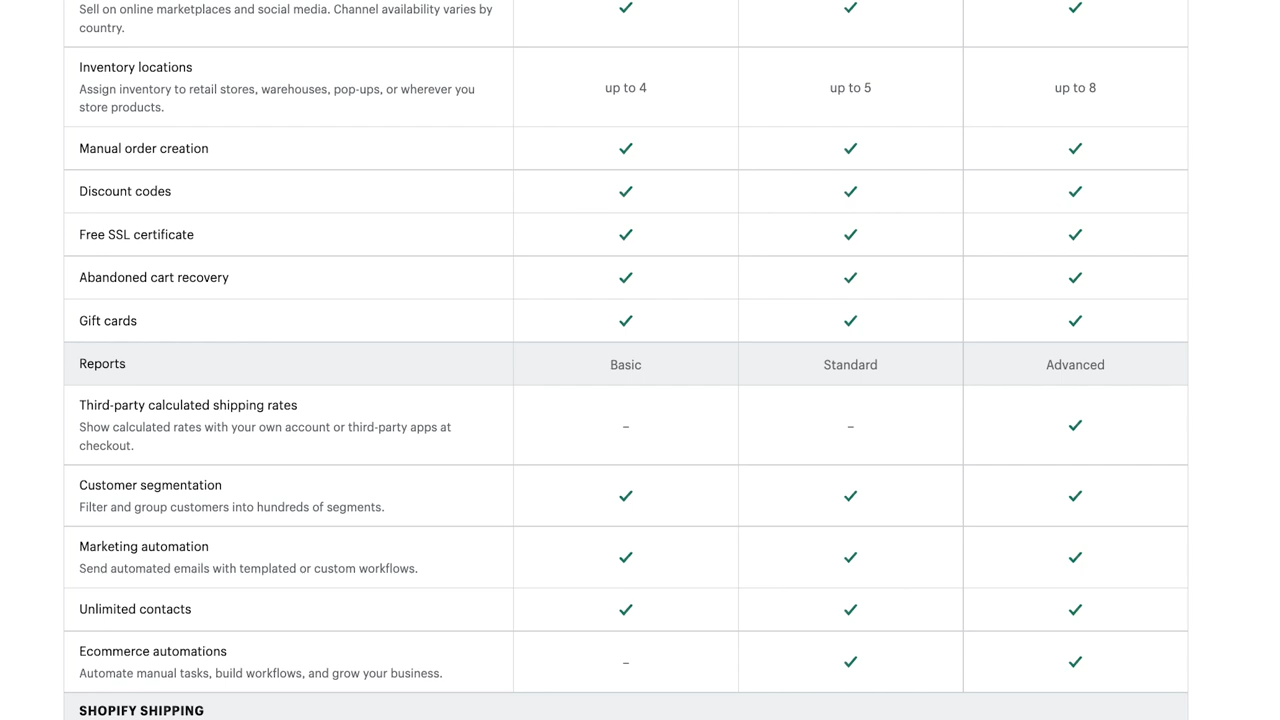 Sell on online marketplaces and social media. Channel availability varies by
country.
Inventory locations
Assign inventory to retail stores, warehouses, pop-ups, or wherever you
store products.
up to 4
up to 5
up to 8
Manual order creation
Discount codes
Free SSL certificate
Abandoned cart recovery
Gift cards
Reports
Basic
Standard
Advanced
Third-party calculated shipping rates
Show calculated rates with your own account or third-party apps at
checkout.
–
–
Customer segmentation
Filter and group customers into hundreds of segments.
Marketing automation
Send automated emails with templated or custom workflows.
Unlimited contacts
Ecommerce automations
Automate manual tasks, build workflows, and grow your business.
–
SHOPIFY SHIPPING